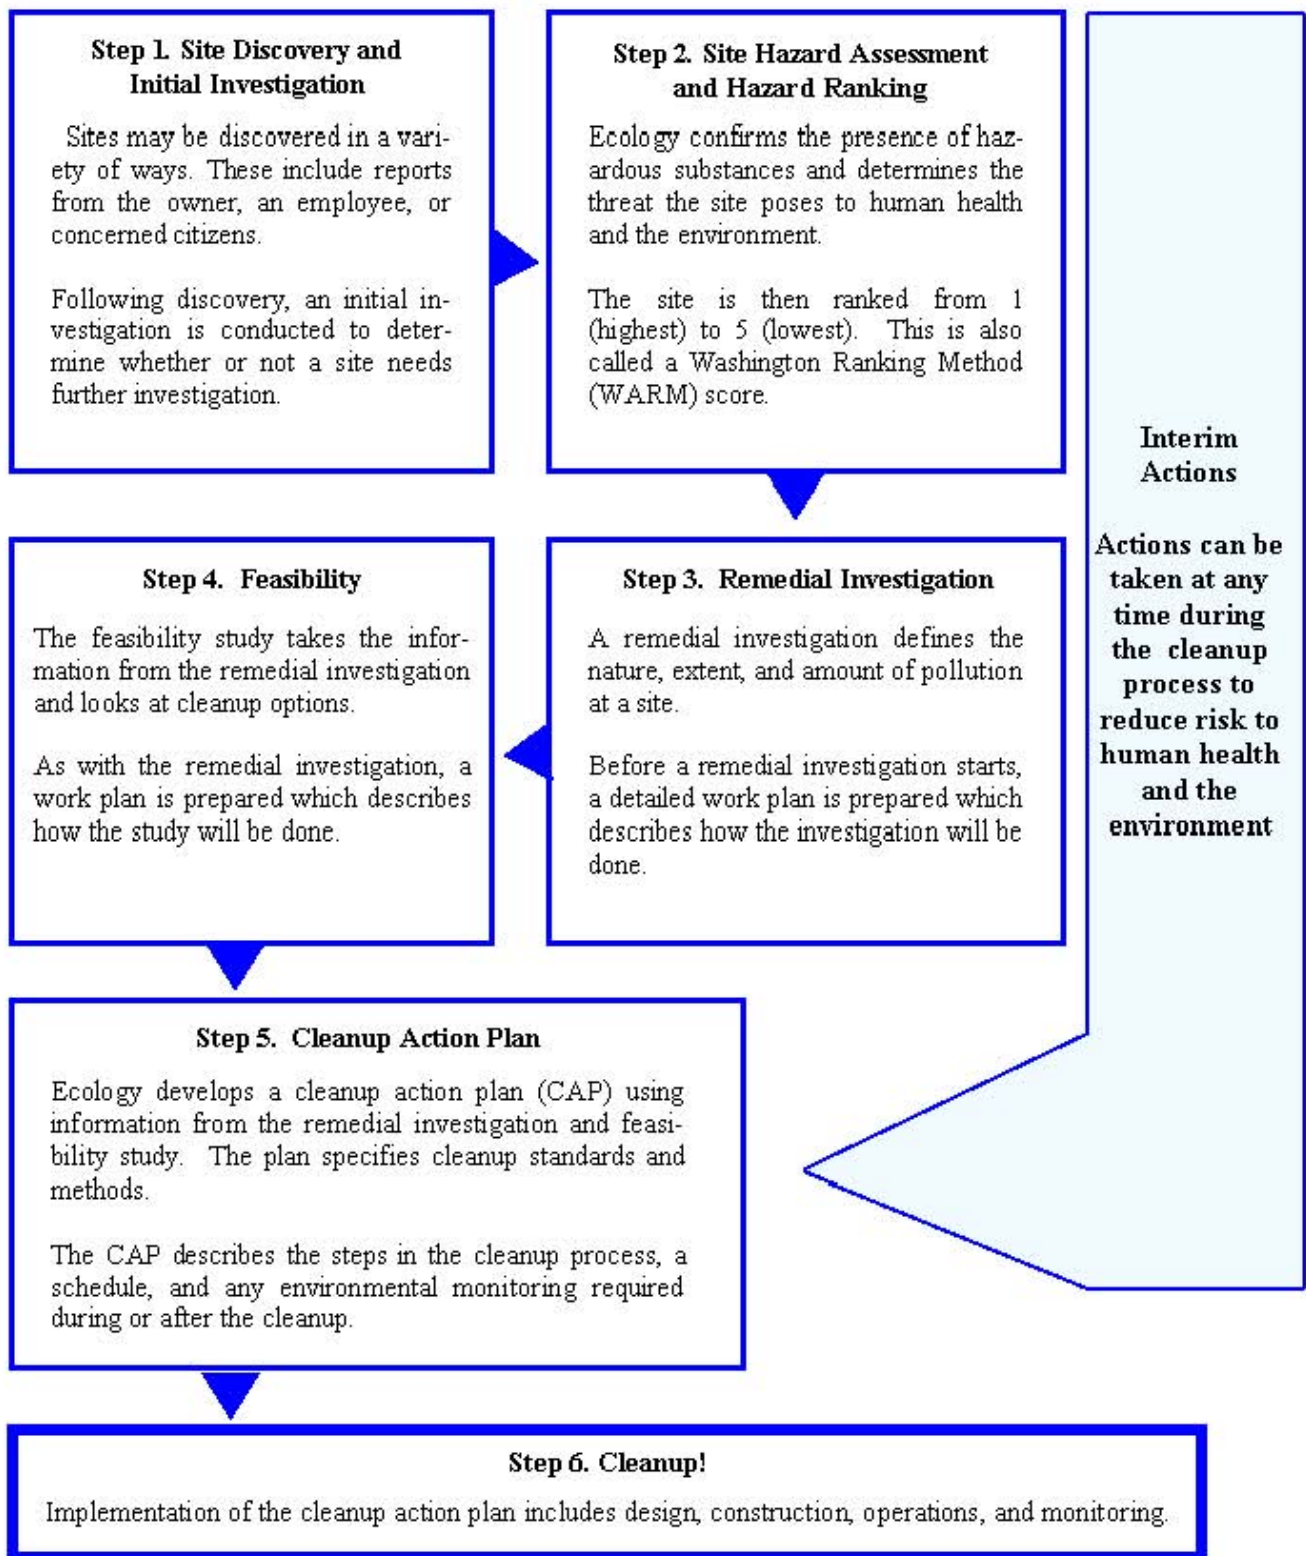 Step 1. Site Discovery and
Initial Investigation
Sites may be discovered in a vari-
ety of ways. These include reports
from the owner, an employee, or
concerned citizens.
Following discovery, an initial in-
vestigation is conducted to deter-
mine whether or not a site needs
further investigation.
Step 2. Site Hazard Assessment
and Hazard Ranking
Ecology confirms the presence of haz-
ardous substances and determines the
threat the site poses to human health
and the environment.
The site is then ranked from 1
(highest) to 5 (lowest). This is also
called a Washington Ranking Method
(WARM) score.
Step 3. Remedial Investigation
A remedial investigation defines the
nature, extent, and amount of pollution
at a site.
Before a remedial investigation starts,
a detailed work plan is prepared which
describes how the investigation will be
done.
Step 4. Feasibility
The feasibility study takes the infor-
mation from the remedial investigation
and looks at cleanup options.
As with the remedial investigation, a
work plan is prepared which describes
how the study will be done.
Step 5. Cleanup Action Plan
Ecology develops a cleanup action plan (CAP) using
information from the remedial investigation and feasi-
bility study. The plan specifies cleanup standards and
methods.
The CAP describes the steps in the cleanup process, a
schedule, and any environmental monitoring required
during or after the cleanup.
Step 6. Cleanup!
Implementation of the cleanup action plan includes design, construction, operations, and monitoring.
Interim
Actions
Actions can be
taken at any
time during
the cleanup
process to
reduce risk to
human health
and the
environment